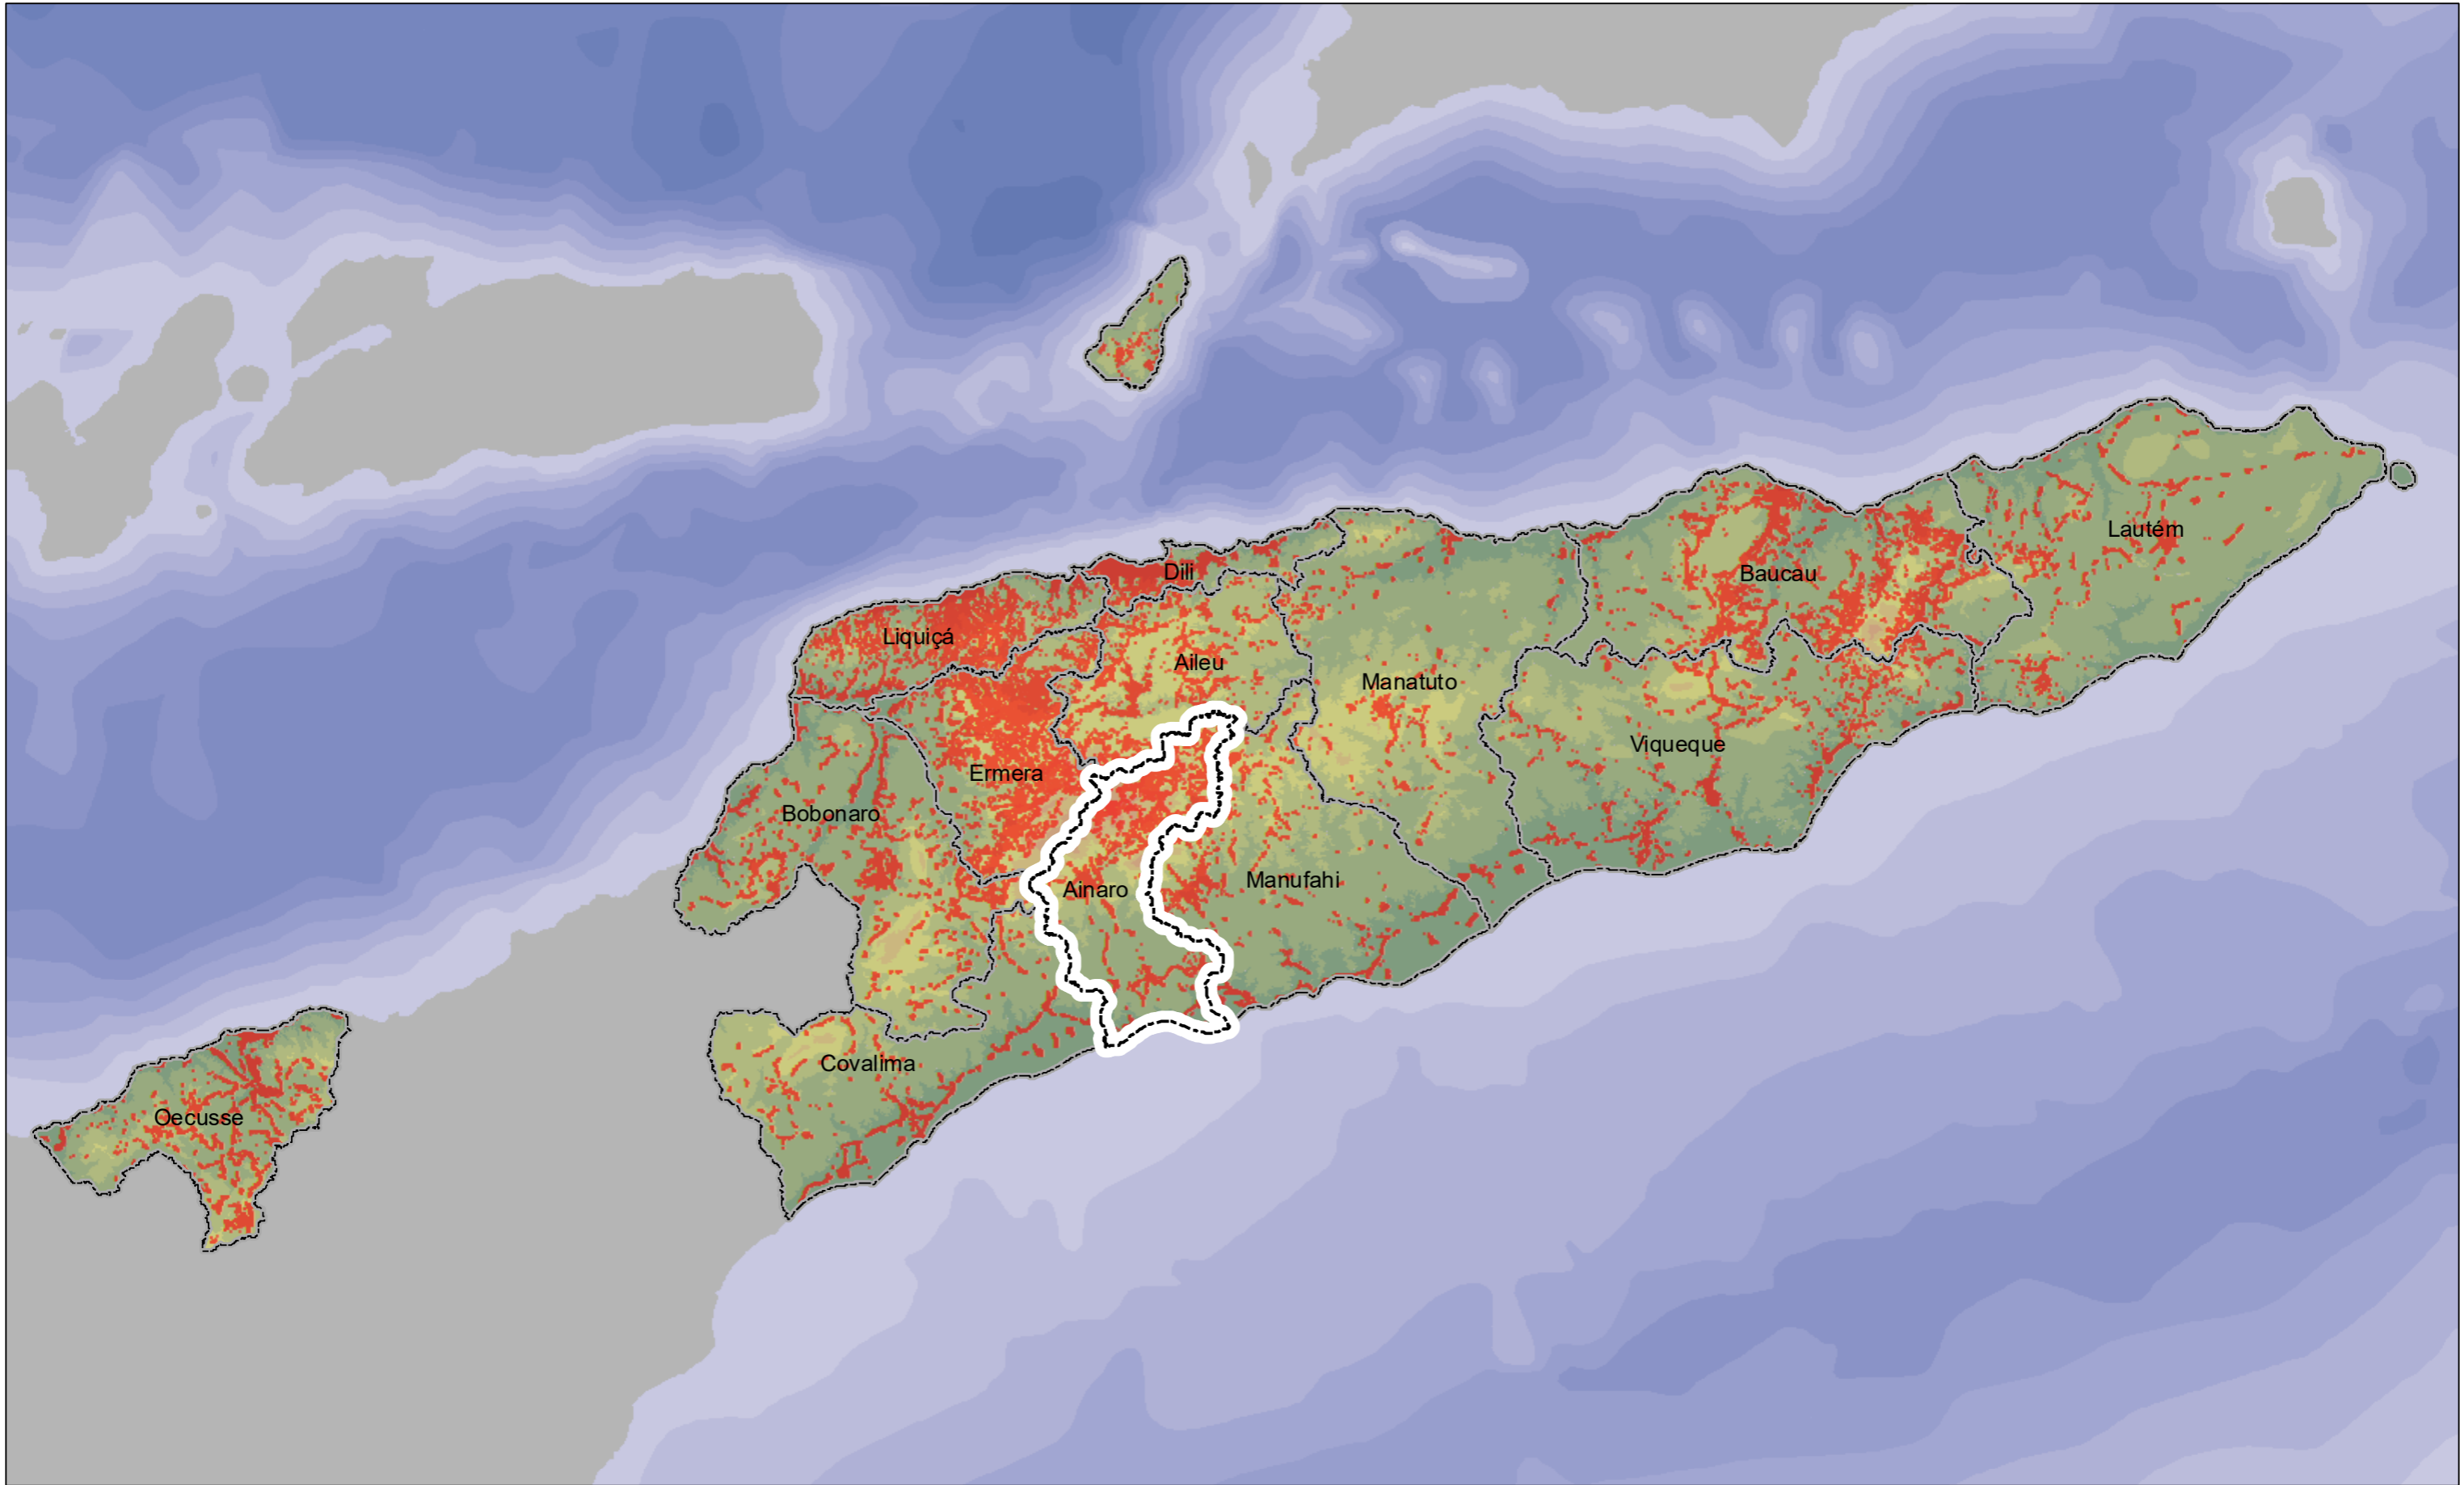 Lautém
Dili
Baucau
Liquiçá
Aileu
Manatuto
Viqueque
Ermera
Bobonaro
Manufahi
Ainaro
Covalima
Oecusse